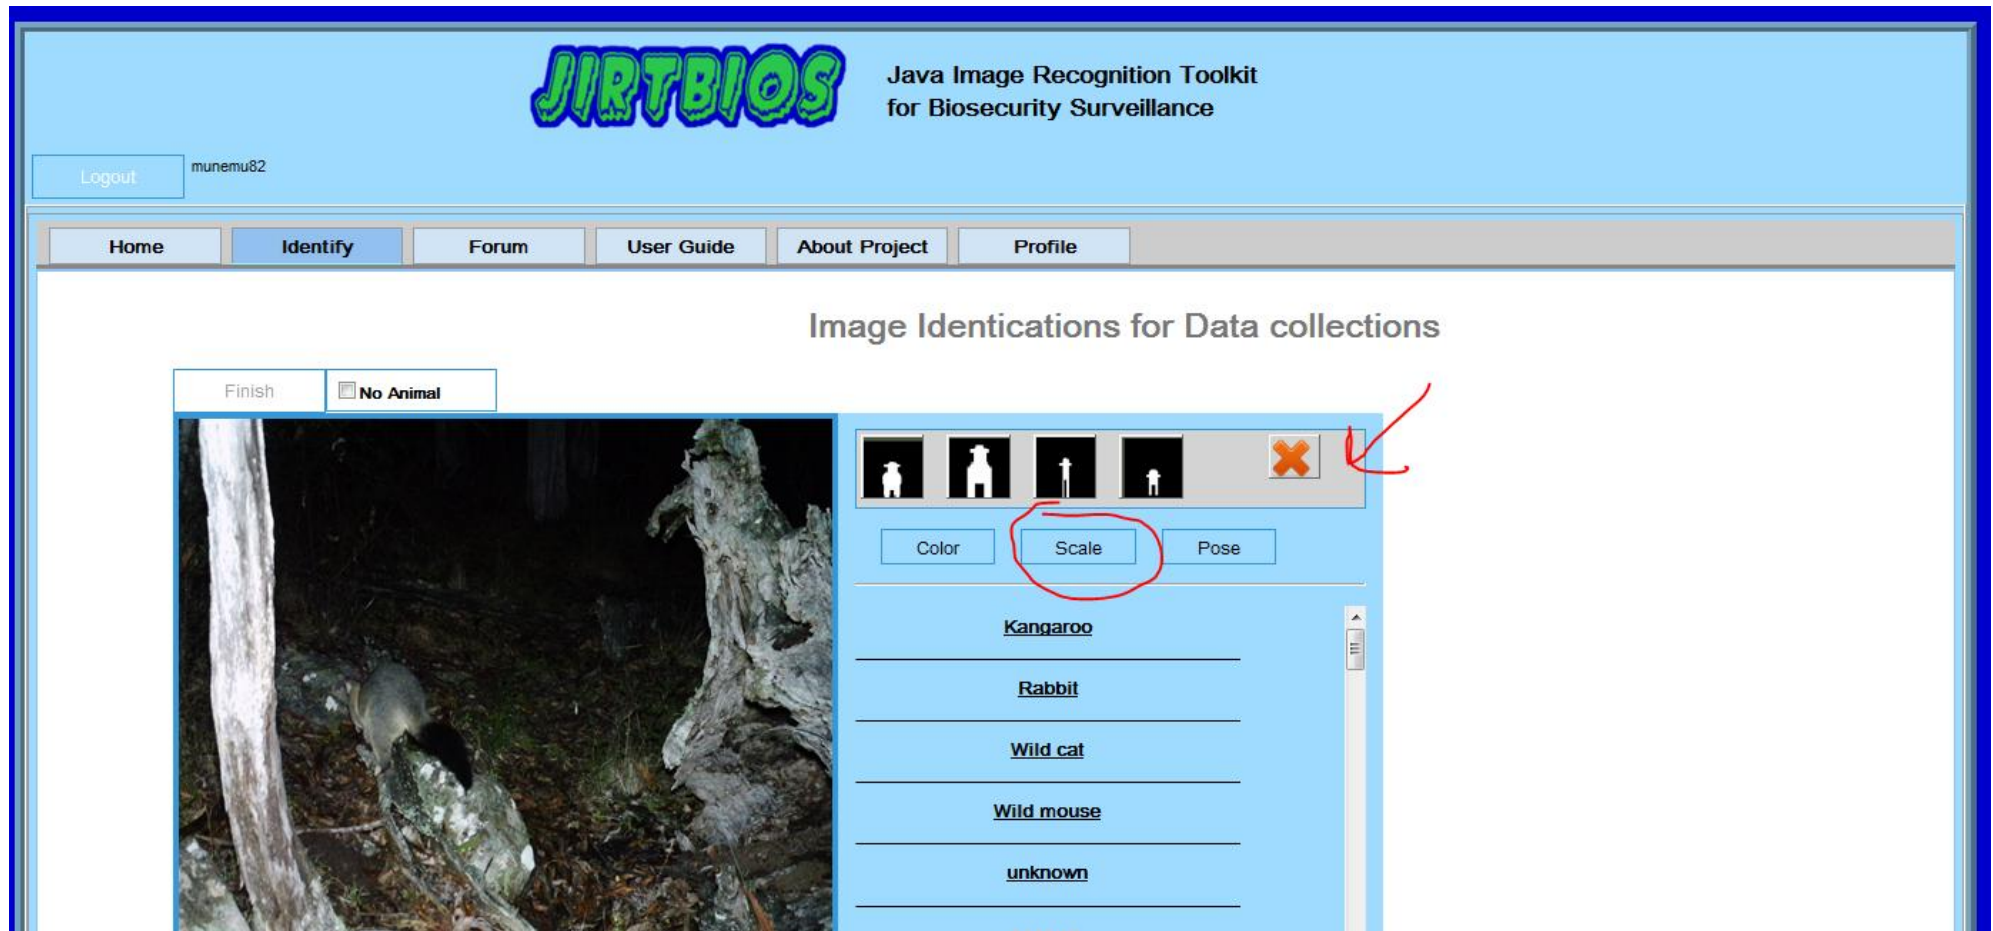 JIRTBIOS
Java Image Recognition Toolkit
for Biosecurity Surveillance
Logout
munemu82
Home
Identify
Forum
User Guide
About Project
Profile
Image Identications for Data collections
Finish
No Animal
Color
Scale
Pose
Kangaroo
Rabbit
Wild cat
Wild mouse
unknown